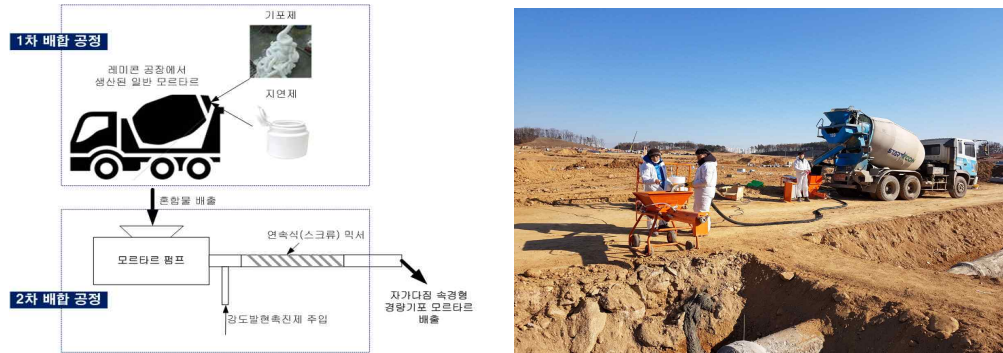 기포제
1차 배합 공정
레미콘 공장에서
생산된 일반 모르타르
지연제
혼합물 배출
연속식(스크류) 믹서
모르타르 펌프
2차 배합 공정
강도발현촉진제 주입
자가다짐 속경형
경량기포 모르타르
배출